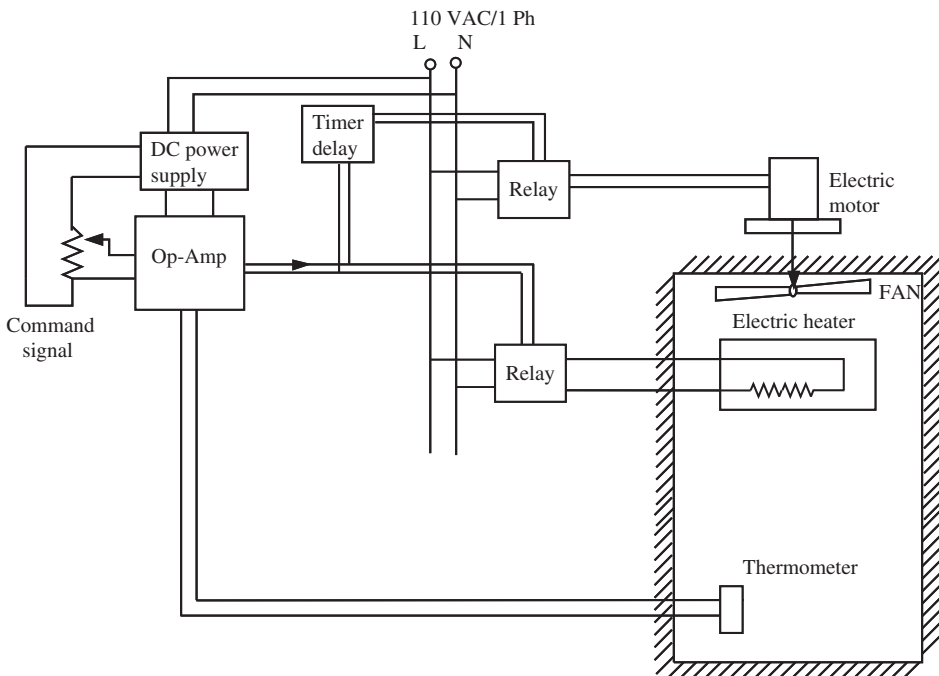 110 VAC/1 Ph
L N
Timer
delay
DC power
supply
Relay
Electric
motor
Op-Amp
FAN
Command
signal
Electric heater
Relay
Thermometer